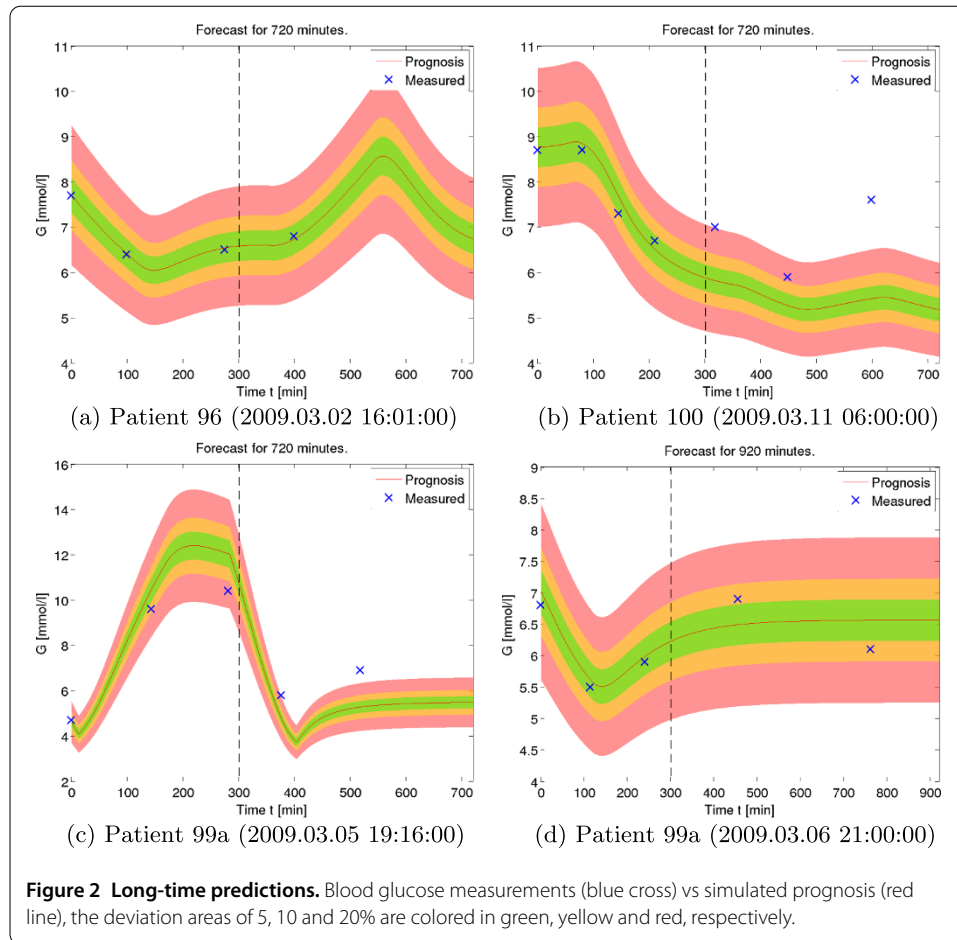 Forecast for 720 minutes.
11
10
9
8
7
6
5
4
G [mmol/l]
Prognosis
Measured
0 100 200 300 400 500 600 700
Time t [min]
(a) Patient 96 (2009.03.02 16:01:00)
Forecast for 720 minutes.
11
10
9
8
7
6
5
4
G [mmol/l]
Prognosis
Measured
0 100 200 300 400 500 600 700
Time t [min]
(b) Patient 100 (2009.03.11 06:00:00)
Forecast for 720 minutes.
16
14
12
10
8
6
4
2
G [mmol/l]
Prognosis
Measured
0 100 200 300 400 500 600 700
Time t [min]
(c) Patient 99a (2009.03.05 19:16:00)
Forecast for 920 minutes.
9
8.5
8
7.5
7
6.5
6
5.5
5
4.5
4
G [mmol/l]
Prognosis
Measured
0 100 200 300 400 500 600 700 800 900
Time t [min]
(d) Patient 99a (2009.03.06 21:00:00)
Figure 2 Long-time predictions. Blood glucose measurements (blue cross) vs simulated prognosis (red
line), the deviation areas of 5, 10 and 20% are colored in green, yellow and red, respectively.